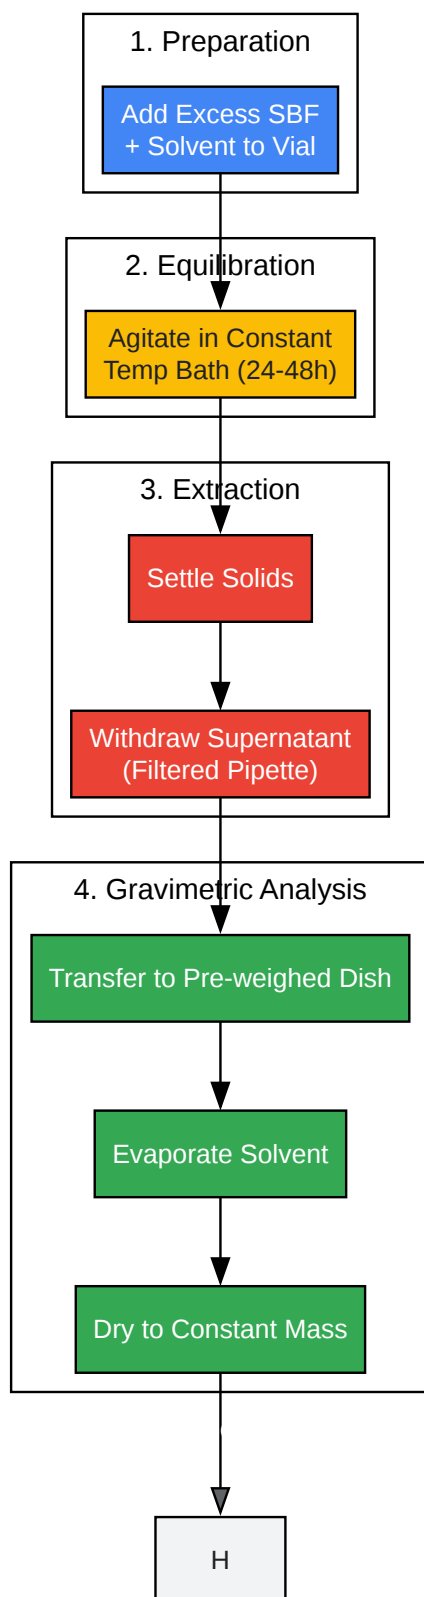 1. Preparation
Add Excess SBF
+ Solvent to Vial
2. Equilibration
Agitate in Constant
Temp Bath (24-48h)
3. Extraction
Settle Solids
Withdraw Supernatant
(Filtered Pipette)
4. Gravimetric Analysis
Transfer to Pre-weighed Dish
Evaporate Solvent
Dry to Constant Mass
H